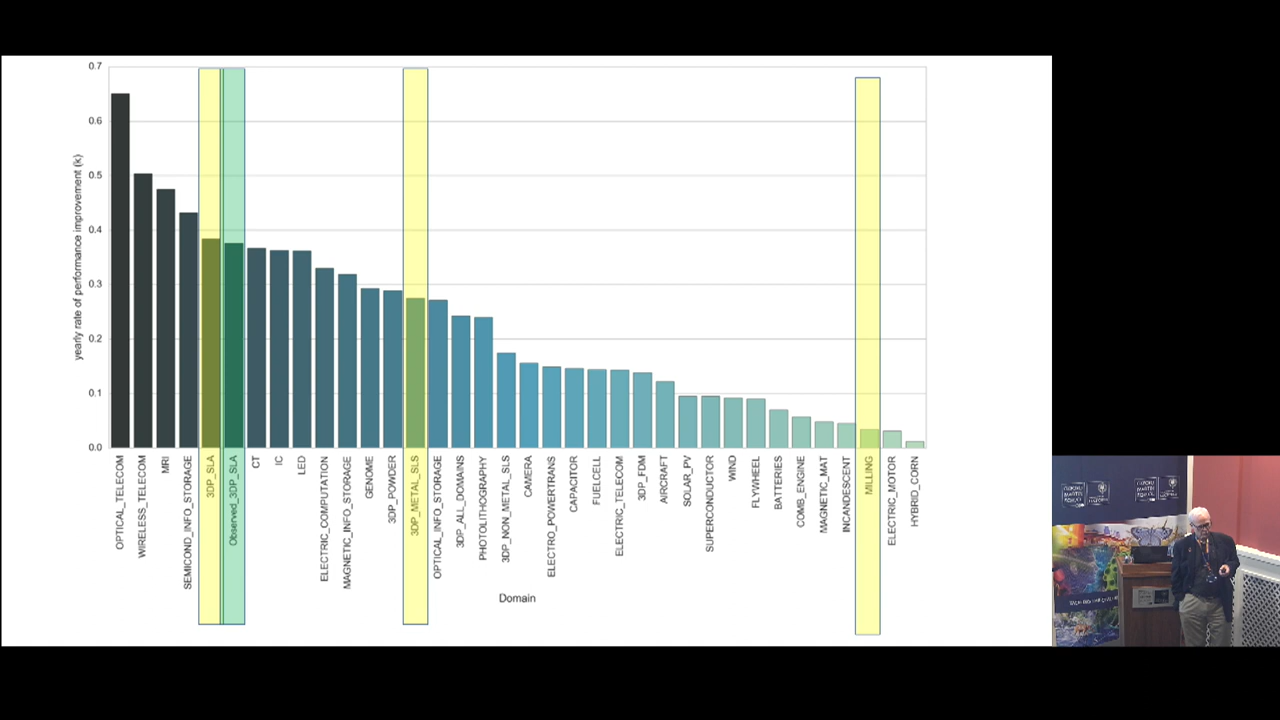 0.7
0.6
0.5
0.4
0.3
0.2
0.1
0.0
yearly rate of performance improvement (k)
OPTICAL_TELECOM
WIRELESS_TELECOM
MRI
SEMICOND_INFO_STORAGE
3DP_SLA
Observed_3DP_SLA
CT
IC
LED
ELECTRIC_COMPUTATION
MAGNETIC_INFO_STORAGE
GENOME
3DP_POWDER
3DP_METAL_SLS
OPTICAL_INFO_STORAGE
3DP_ALL_DOMAINS
PHOTOLITHOGRAPHY
3DP_NON_METAL_SLS
CAMERA
ELECTRO_POWERTRANS
CAPACITOR
FUELCELL
ELECTRIC_TELECOM
3D_FDM
AIRCRAFT
SOLAR_PV
SUPERCONDUCTOR
WIND
FLYWHEEL
BATTERIES
COMB_ENGINE
MAGNETIC_MAT
INCANDESCENT
MILLING
ELECTRIC_MOTOR
HYBRID_CORN
Domain
OXFORD
MARTIN